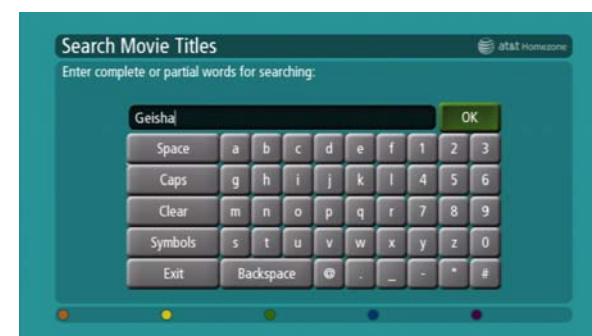 Search Movie Titles at&t Homezone
Enter complete or partial words for searching:
Geisha OK
Space a b c d e f 1 2 3
Caps g h i j k l 4 5 6
Clear m n o p q r 7 8 9
Symbols s t u v w x y z 0
Exit Backspace @ . _ - * #